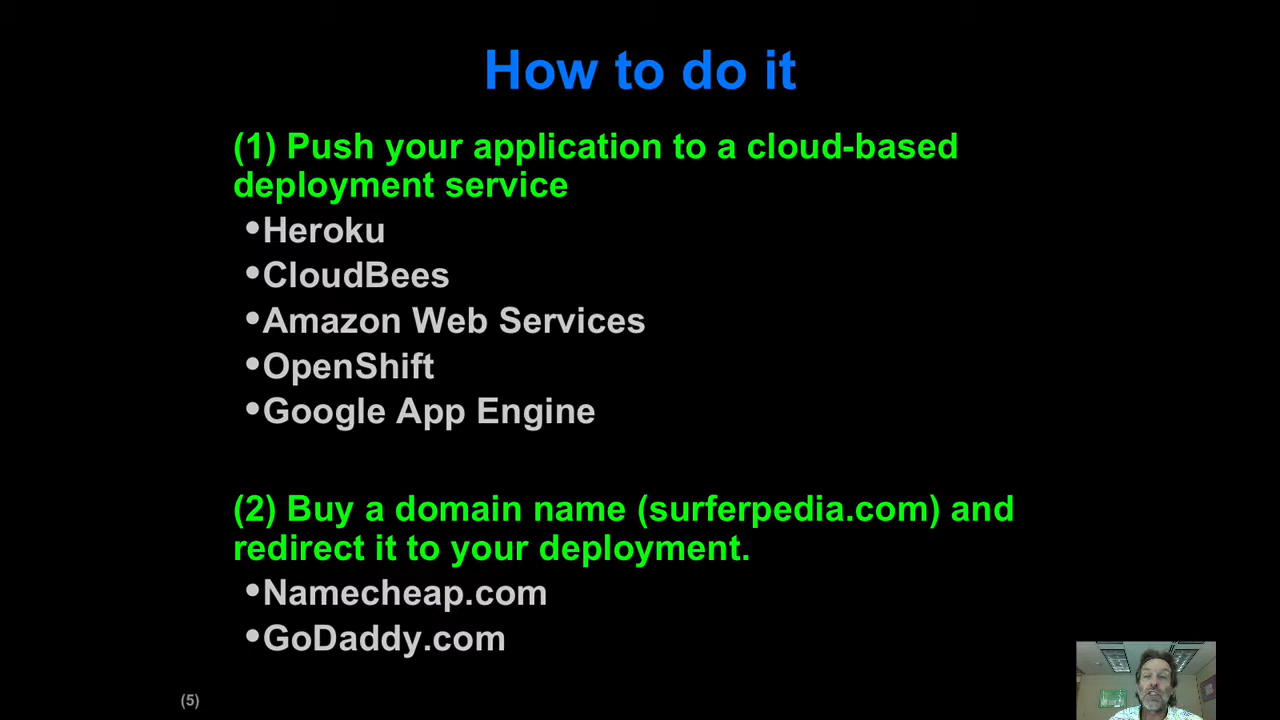 How to do it
(1) Push your application to a cloud-based
deployment service
•Heroku
•CloudBees
•Amazon Web Services
•OpenShift
•Google App Engine
(2) Buy a domain name (surferpedia.com) and
redirect it to your deployment.
•Namecheap.com
•GoDaddy.com
(5)